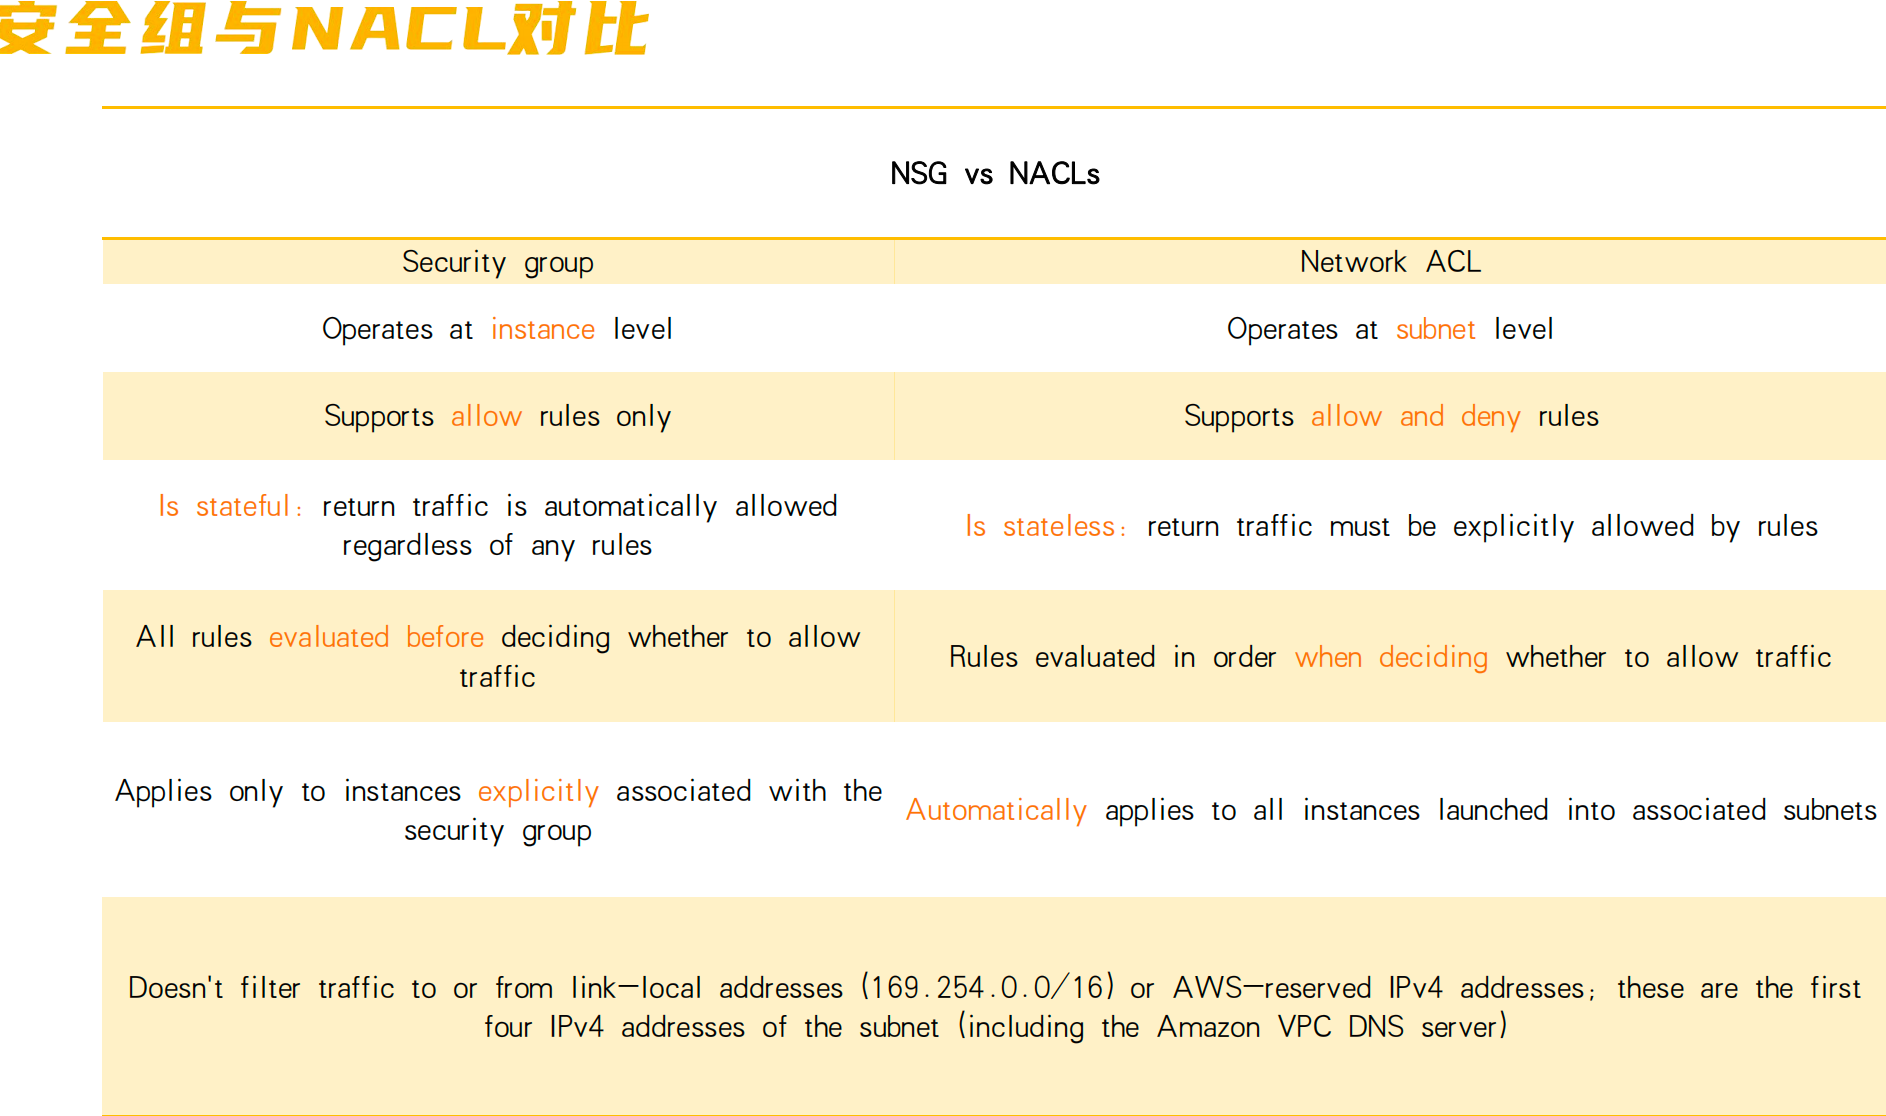 安全组与NACL对比
NSG vs NACLs
Security group
Network ACL
Operates at instance level
Operates at subnet level
Supports allow rules only
Supports allow and deny rules
Is stateful: return traffic is automatically allowed
regardless of any rules
Is stateless: return traffic must be explicitly allowed by rules
All rules evaluated before deciding whether to allow
traffic
Rules evaluated in order when deciding whether to allow traffic
Applies only to instances explicitly associated with the
security group
Automatically applies to all instances launched into associated subnets
Doesn't filter traffic to or from link-local addresses (169.254.0.0/16) or AWS-reserved IPv4 addresses; these are the first
four IPv4 addresses of the subnet (including the Amazon VPC DNS server)